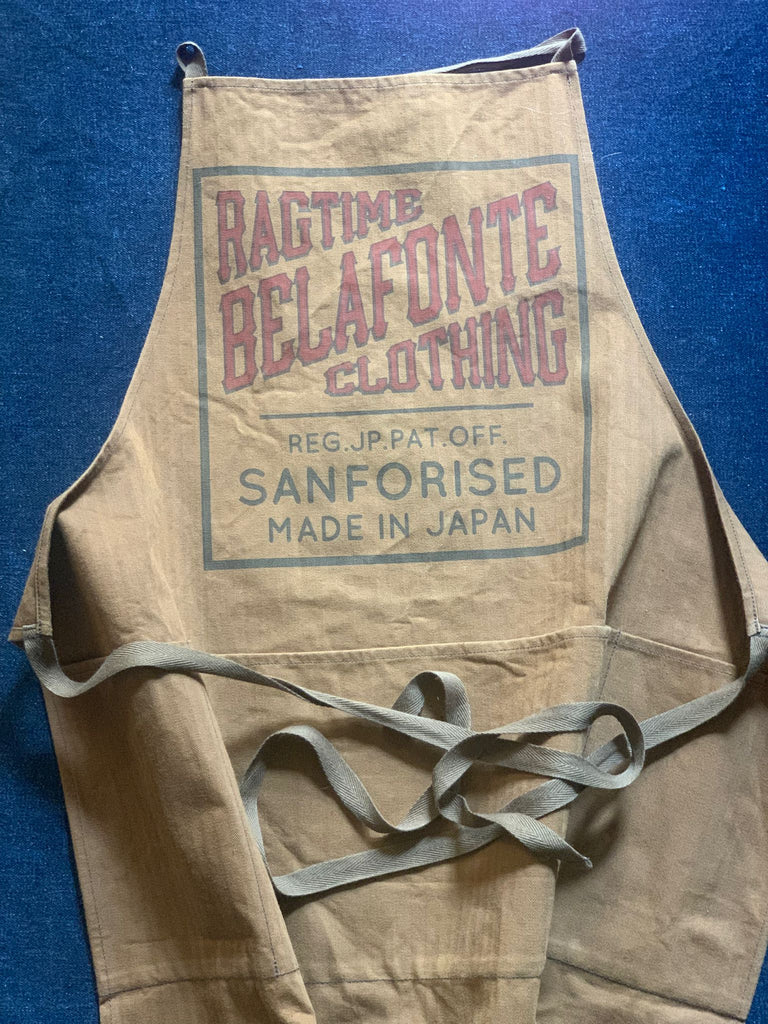 RAGTIME
BELAFONTE
CLOTHING
REG.JP.PAT.OFF.
SANFORISED
MADE IN JAPAN